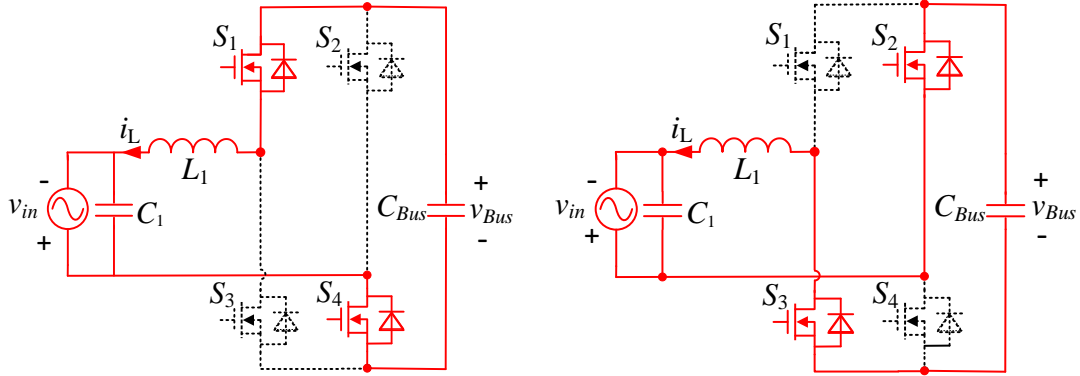 S1 S2
iL
L1
-
vin
+
C1
CBus
+
vBus
-
S3 S4
S1 S2
iL
L1
-
vin
+
C1
CBus
+
vBus
-
S3 S4